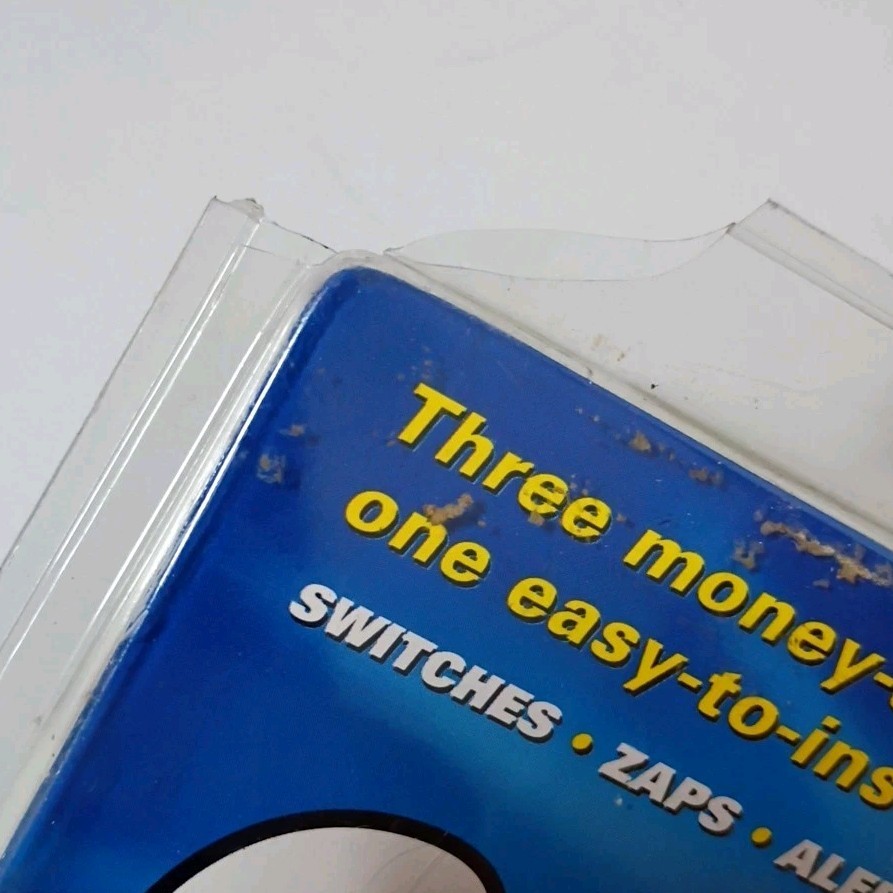 Three money-
one easy-to-ins
SWITCHES • ZAPS • ALE